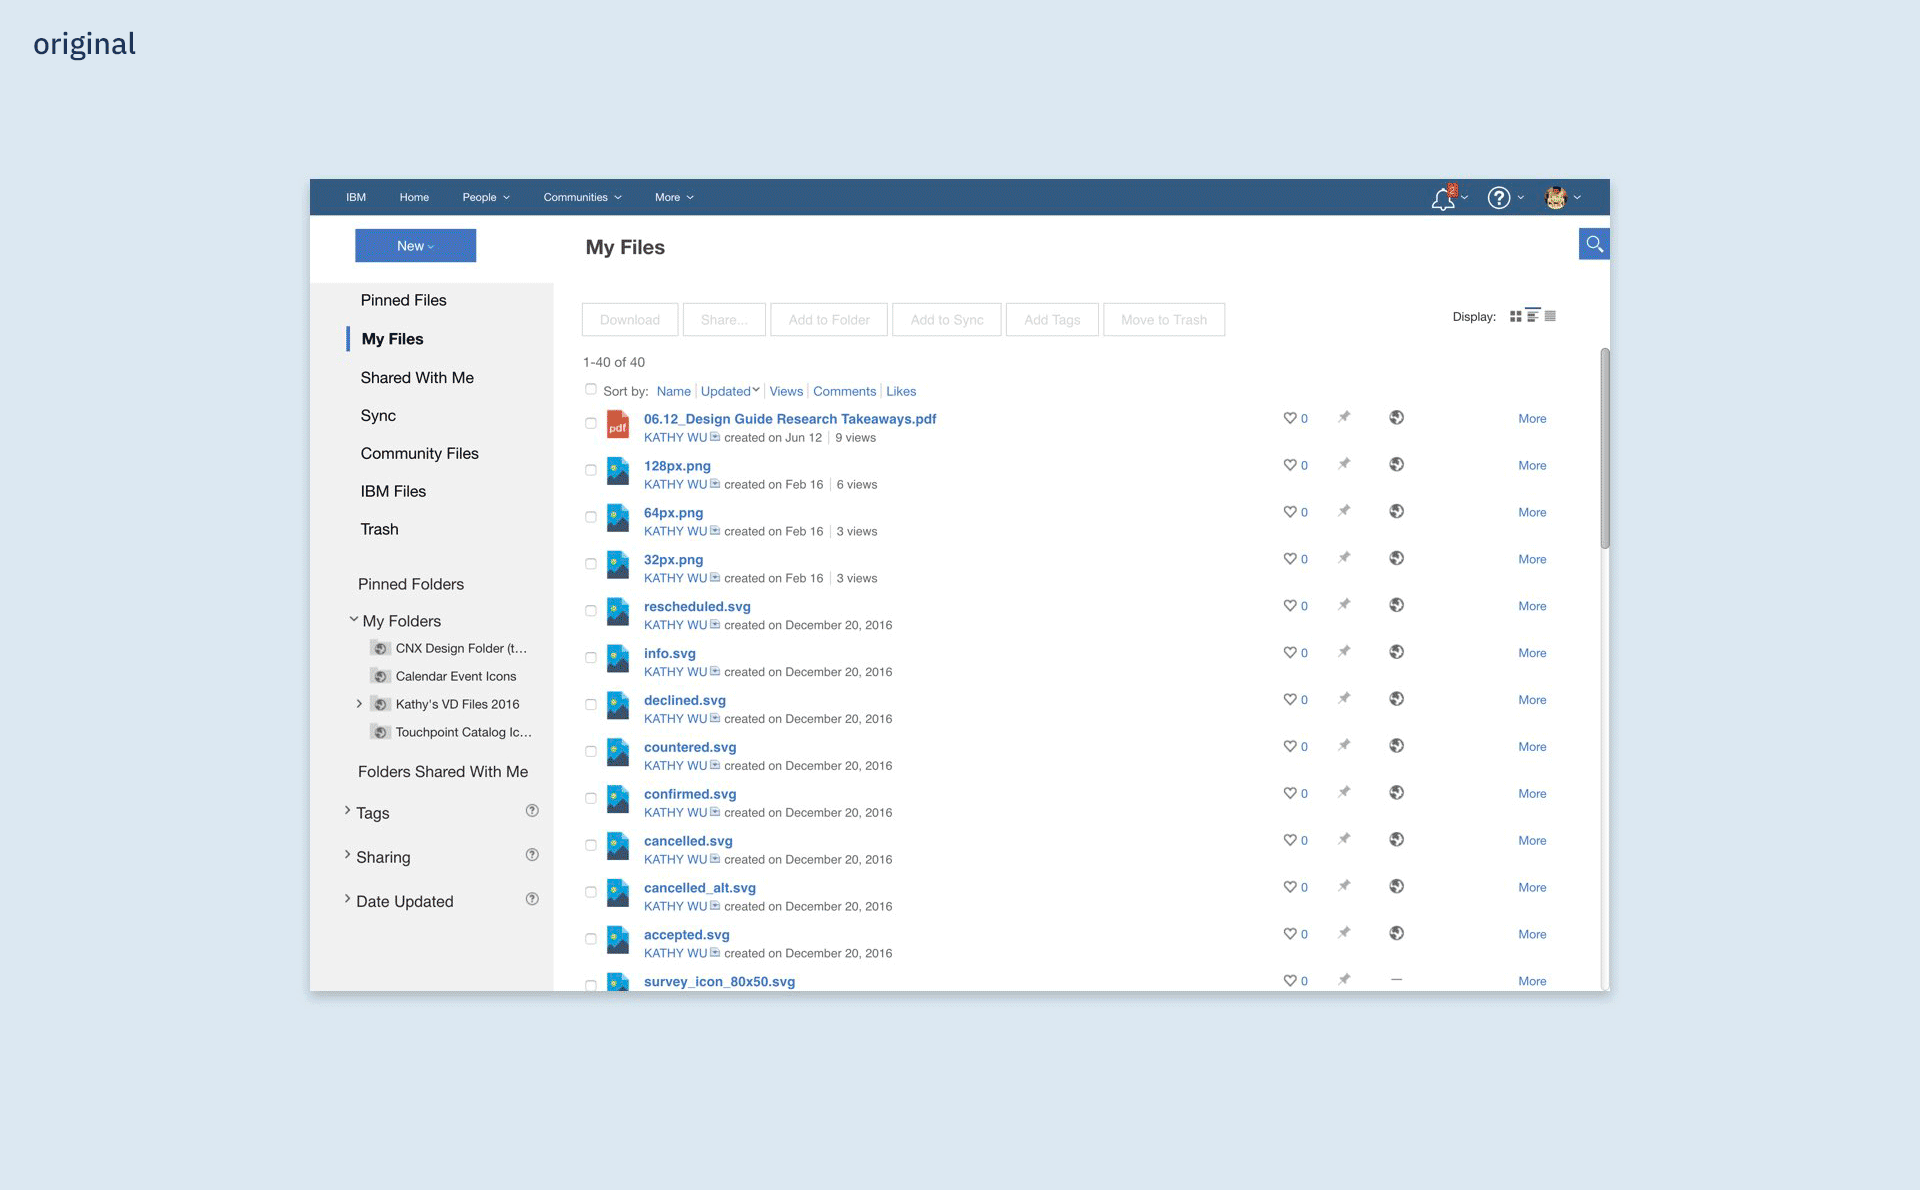 original
IBM Home People Communities More 2 ?
New My Files
Pinned Files
My Files
Shared With Me
Sync
Community Files
IBM Files
Trash
Pinned Folders
My Folders
CNX Design Folder (t...
Calendar Event Icons
Kathy's VD Files 2016
Touchpoint Catalog Ic...
Folders Shared With Me
Tags ?
Sharing ?
Date Updated ?
Download Share... Add to Folder Add to Sync Add Tags Move to Trash Display:
1-40 of 40
Sort by: Name Updated Views Comments Likes
pdf 06.12_Design Guide Research Takeaways.pdf 0 More
KATHY WU created on Jun 12 | 9 views
128px.png 0 More
KATHY WU created on Feb 16 | 6 views
64px.png 0 More
KATHY WU created on Feb 16 | 3 views
32px.png 0 More
KATHY WU created on Feb 16 | 3 views
rescheduled.svg 0 More
KATHY WU created on December 20, 2016
info.svg 0 More
KATHY WU created on December 20, 2016
declined.svg 0 More
KATHY WU created on December 20, 2016
countered.svg 0 More
KATHY WU created on December 20, 2016
confirmed.svg 0 More
KATHY WU created on December 20, 2016
cancelled.svg 0 More
KATHY WU created on December 20, 2016
cancelled_alt.svg 0 More
KATHY WU created on December 20, 2016
accepted.svg 0 More
KATHY WU created on December 20, 2016
survey_icon_80x50.svg 0 — More